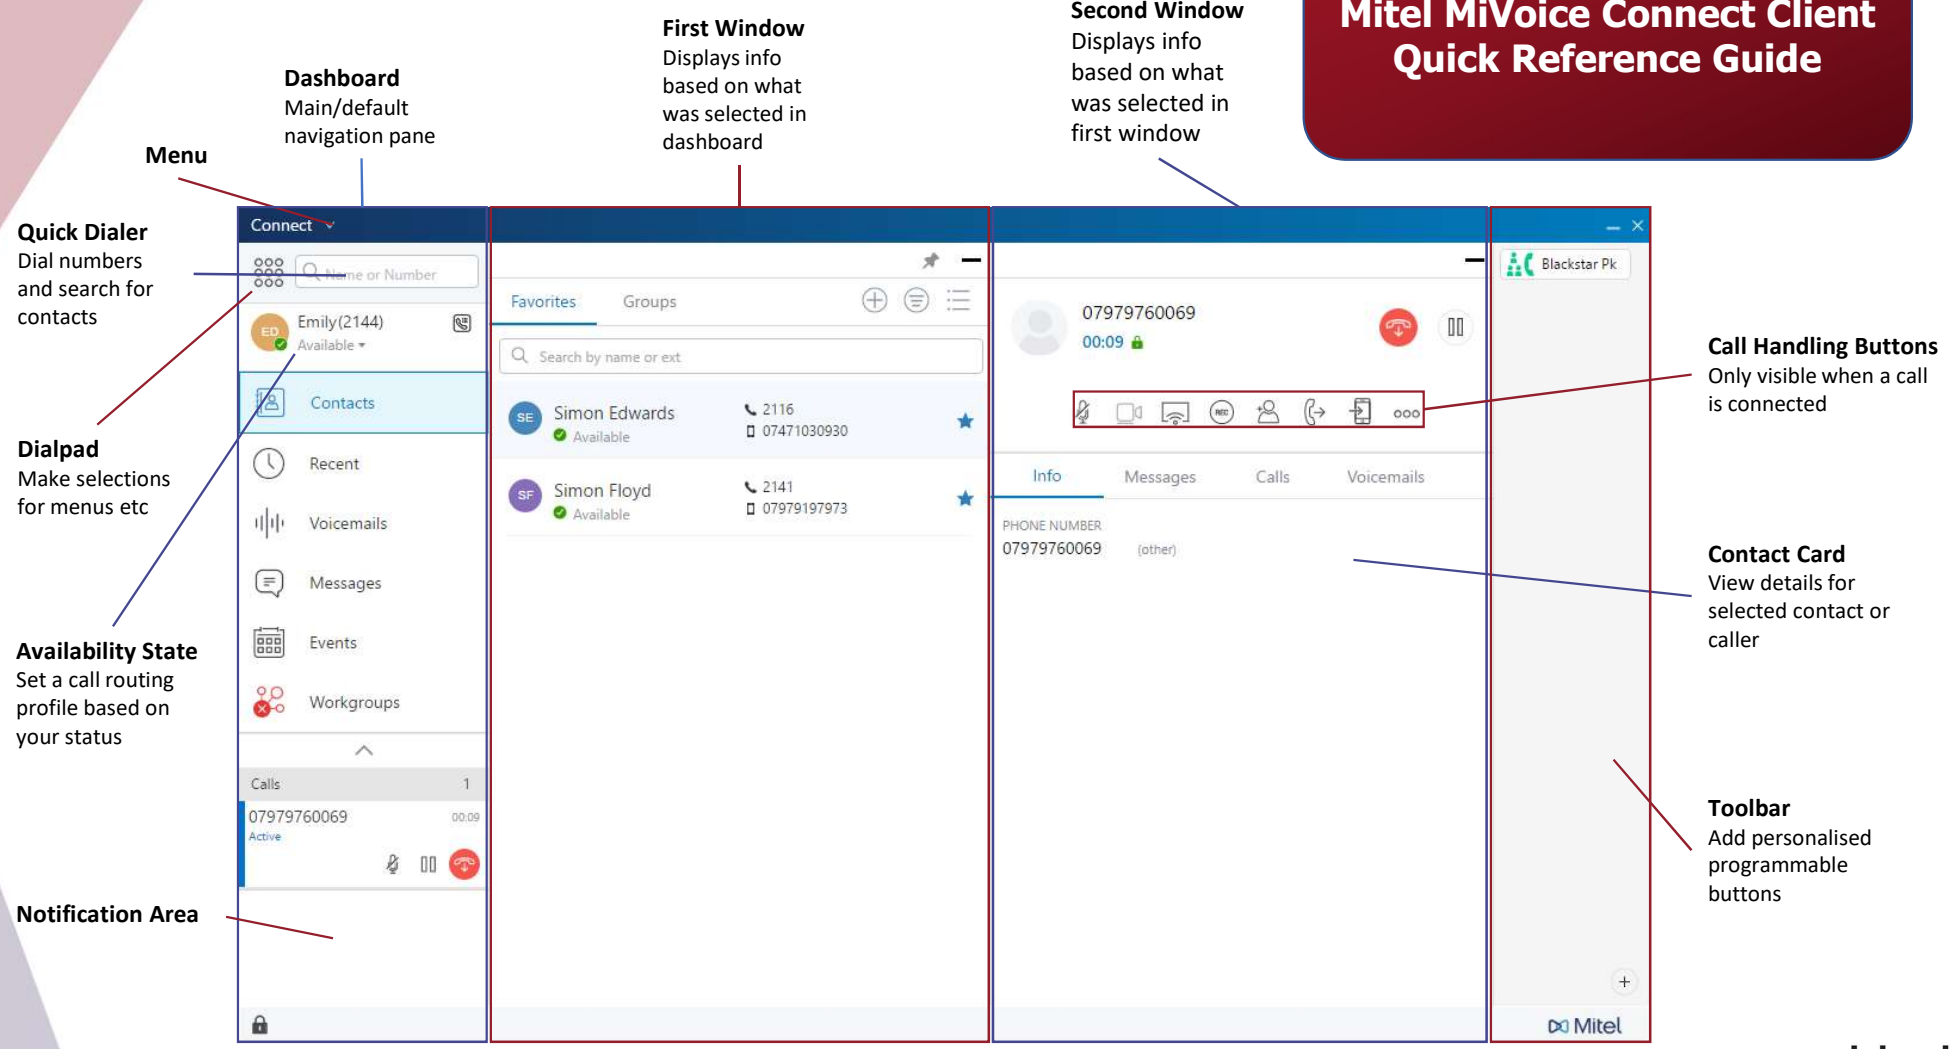 Mitel MiVoice Connect Client
Quick Reference Guide
First Window
Displays info
based on what
was selected in
dashboard
Second Window
Displays info
based on what
was selected in
first window
Dashboard
Main/default
navigation pane
Menu
Quick Dialer
Dial numbers
and search for
contacts
Dialpad
Make selections
for menus etc
Availability State
Set a call routing
profile based on
your status
Notification Area
Connect
Name or Number
ED
Emily(2144)
Available
Contacts
Recent
Voicemails
Messages
Events
Workgroups
Calls 1
07979760069 00:09
Active
Favorites Groups
Search by name or ext
SE
Simon Edwards 2116
Available 07471030930
SF
Simon Floyd 2141
Available 07979197973
07979760069
00:09
REC
Info Messages Calls Voicemails
PHONE NUMBER
07979760069 (other)
Blackstar Pk
Mitel
Call Handling Buttons
Only visible when a call
is connected
Contact Card
View details for
selected contact or
caller
Toolbar
Add personalised
programmable
buttons